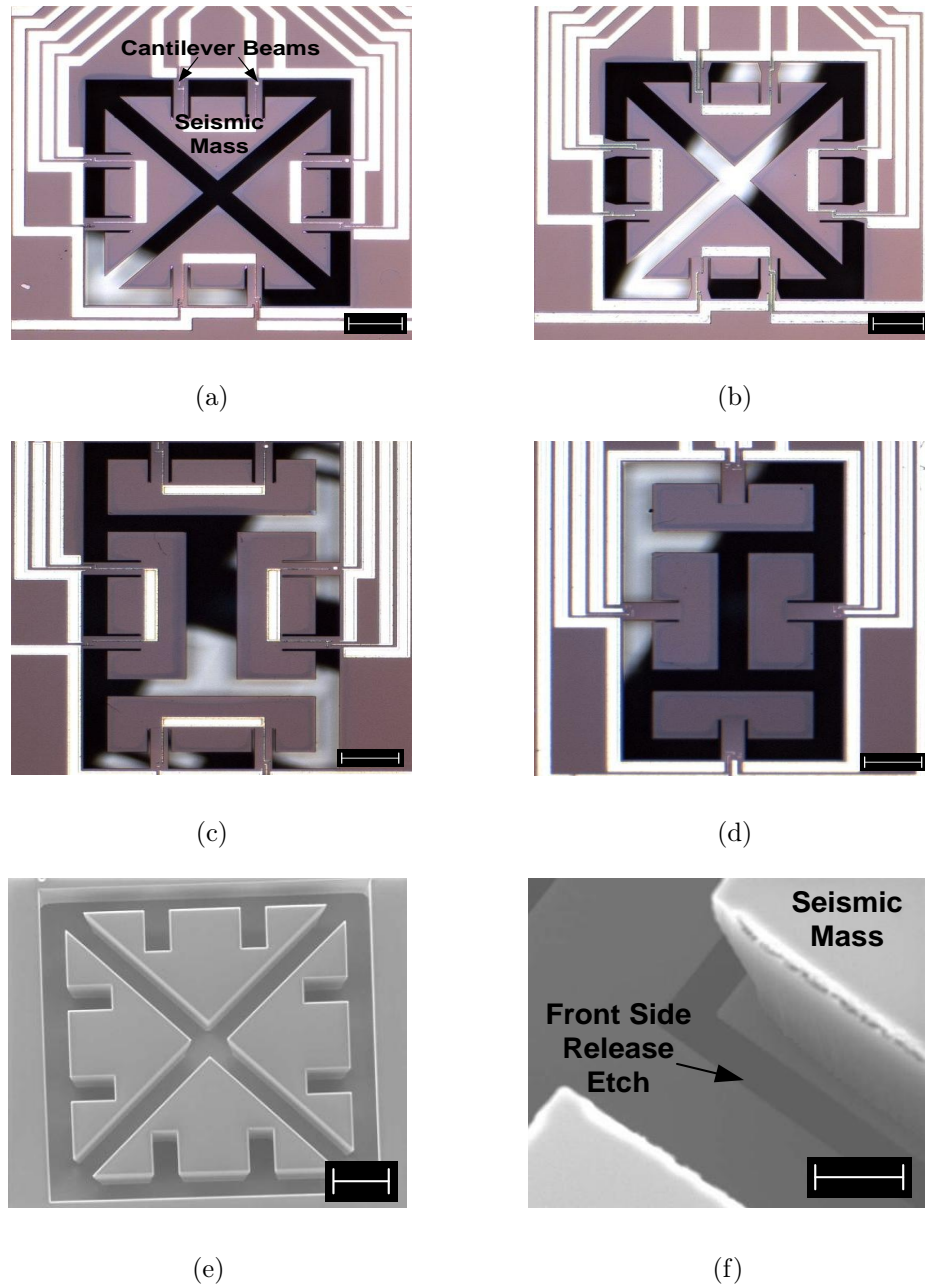 Cantilever Beams
Seismic
Mass
(a)
(b)
(c)
(d)
Seismic
Mass
Front Side
Release
Etch
(e)
(f)